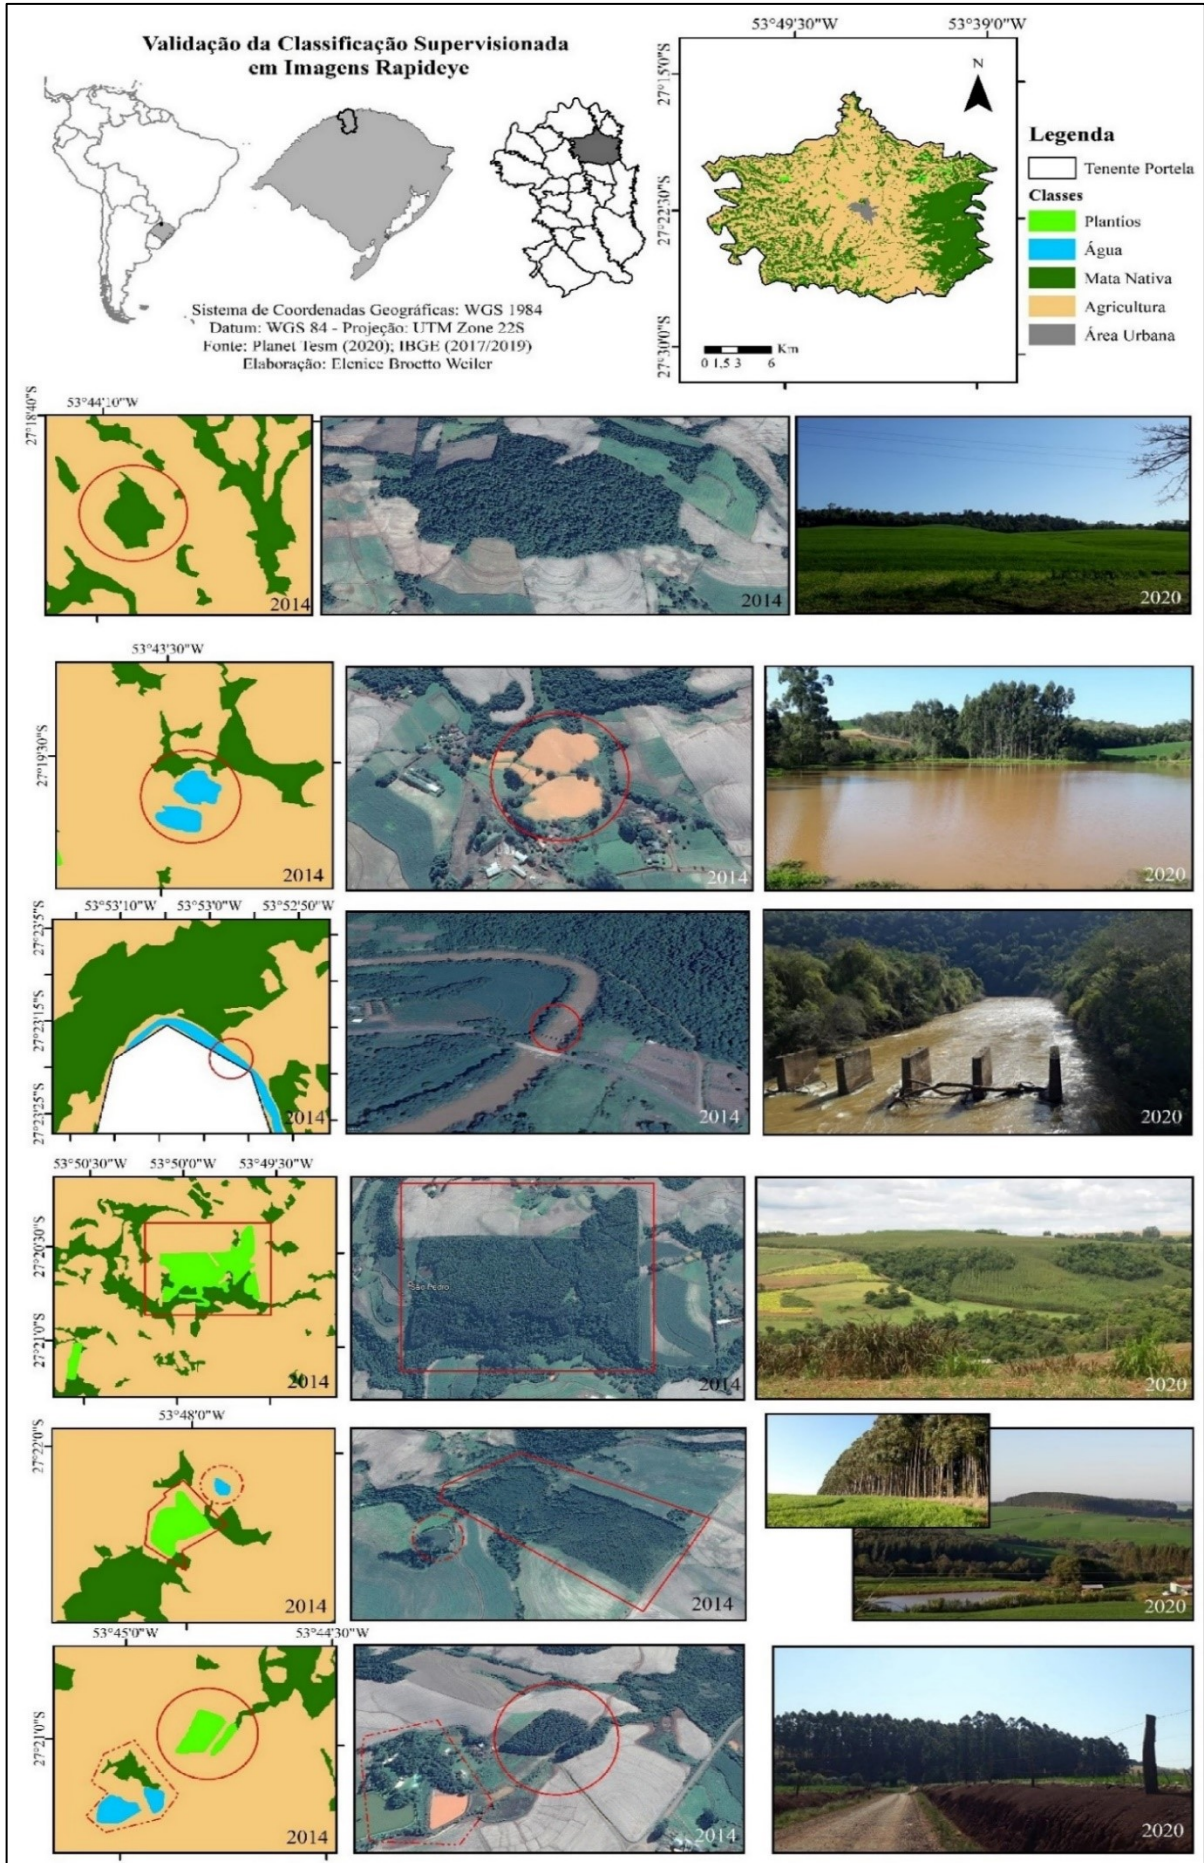 Validação da Classificação Supervisionada
em Imagens Rapideye
Sistema de Coordenadas Geográficas: WGS 1984
Datum: WGS 84 - Projeção: UTM Zone 22S
Fonte: Planet Tesm (2020); IBGE (2017/2019)
Elaboração: Elenice Broetto Weiler
53°49'30"W 53°39'0"W
27°15'0"S
27°22'30"S
27°30'0"S
N
Km
0 1,5 3 6
Legenda
Tenente Portela
Classes
Plantios
Água
Mata Nativa
Agricultura
Área Urbana
53°44'10"W
27°18'40"S
2014
2014
2020
53°43'30"W
27°19'30"S
2014
2014
2020
53°53'10"W 53°53'0"W 53°52'50"W
27°23'5"S
27°23'15"S
27°23'25"S
2014
2014
2020
53°50'30"W 53°50'0"W 53°49'30"W
27°20'30"S
27°21'0"S
2014
São Pedro
2014
2020
53°48'0"W
27°22'0"S
2014
2014
2020
53°45'0"W 53°44'30"W
27°21'0"S
2014
2014
2020